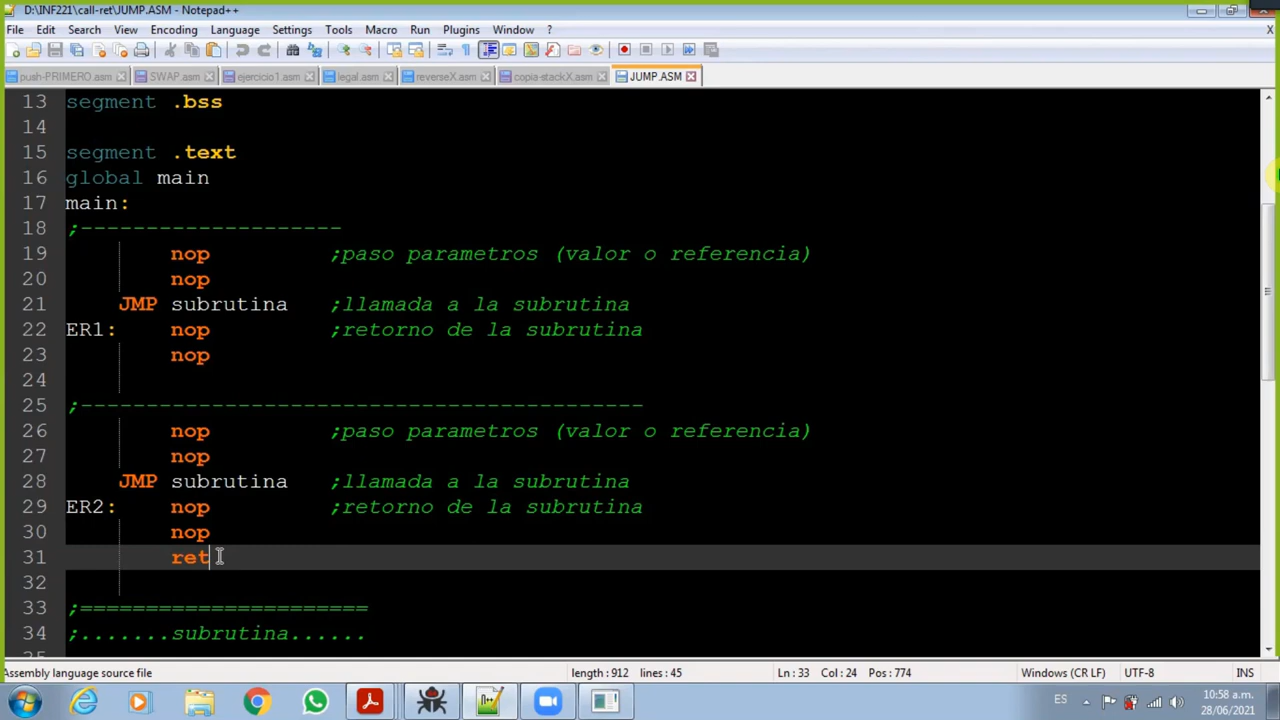 D:\INF221\call-ret\JUMP.ASM - Notepad++
File Edit Search View Encoding Language Settings Tools Macro Run Plugins Window ? X
push-PRIMERO.asm SWAP.asm ejercicio1.asm legal.asm reverseX.asm copia-stackX.asm JUMP.ASM
13 segment .bss
14
15 segment .text
16 global main
17 main:
18 ;--------------------
19 nop ;paso parametros (valor o referencia)
20 nop
21 JMP subrutina ;llamada a la subrutina
22 ER1: nop ;retorno de la subrutina
23 nop
24
25 ;-------------------------------------------
26 nop ;paso parametros (valor o referencia)
27 nop
28 JMP subrutina ;llamada a la subrutina
29 ER2: nop ;retorno de la subrutina
30 nop
31 ret
32
33 ;======================
34 ;.......subrutina......
Assembly language source file length : 912 lines : 45 Ln : 33 Col : 24 Pos : 774 Windows (CR LF) UTF-8 INS
ES 10:58 a.m.
28/06/2021